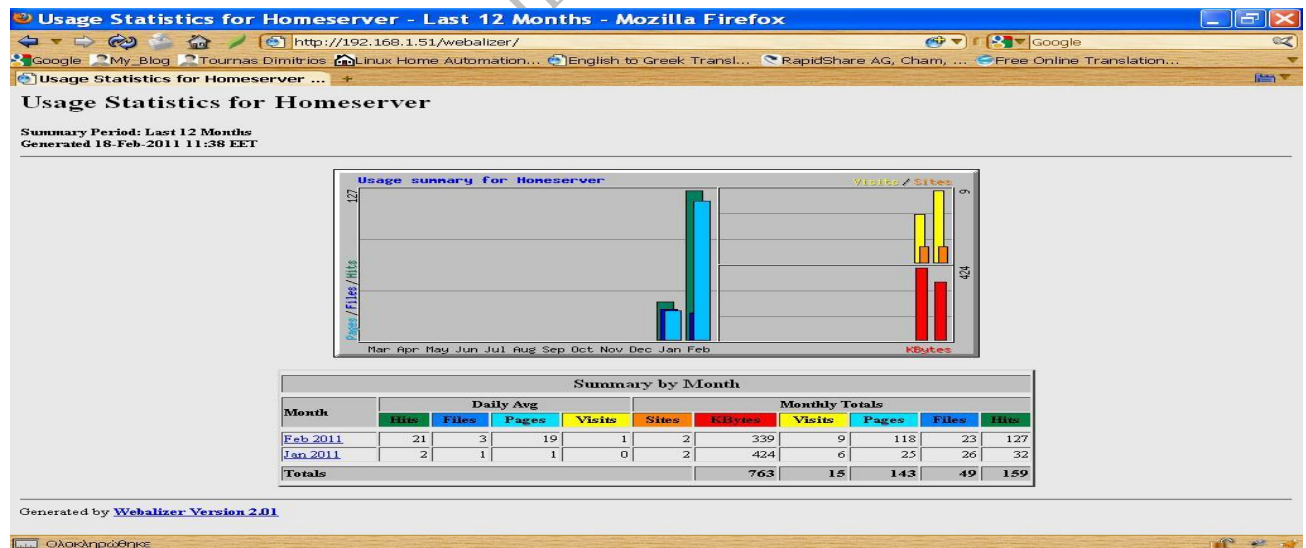 Usage Statistics for Homeserver - Last 12 Months - Mozilla Firefox
http://192.168.1.51/webalizer/
Google
Google My_Blog Tournas Dimitrios Linux Home Automation... English to Greek Transl... RapidShare AG, Cham, ... Free Online Translation...
Usage Statistics for Homeserver ... +
Usage Statistics for Homeserver
Summary Period: Last 12 Months
Generated 18-Feb-2011 11:38 EET
Usage summary for Homeserver
Visits/Sites
127
9
Pages/Files/Hits
424
Mar Apr May Jun Jul Aug Sep Oct Nov Dec Jan Feb
KBytes
Summary by Month
Month Daily Avg Monthly Totals
Hits Files Pages Visits Sites KBytes Visits Pages Files Hits
Feb 2011 21 3 19 1 2 339 9 118 23 127
Jan 2011 2 1 1 0 2 424 6 25 26 32
Totals 763 15 143 49 159
Generated by Webalizer Version 2.01
Ολοκληρώθηκε